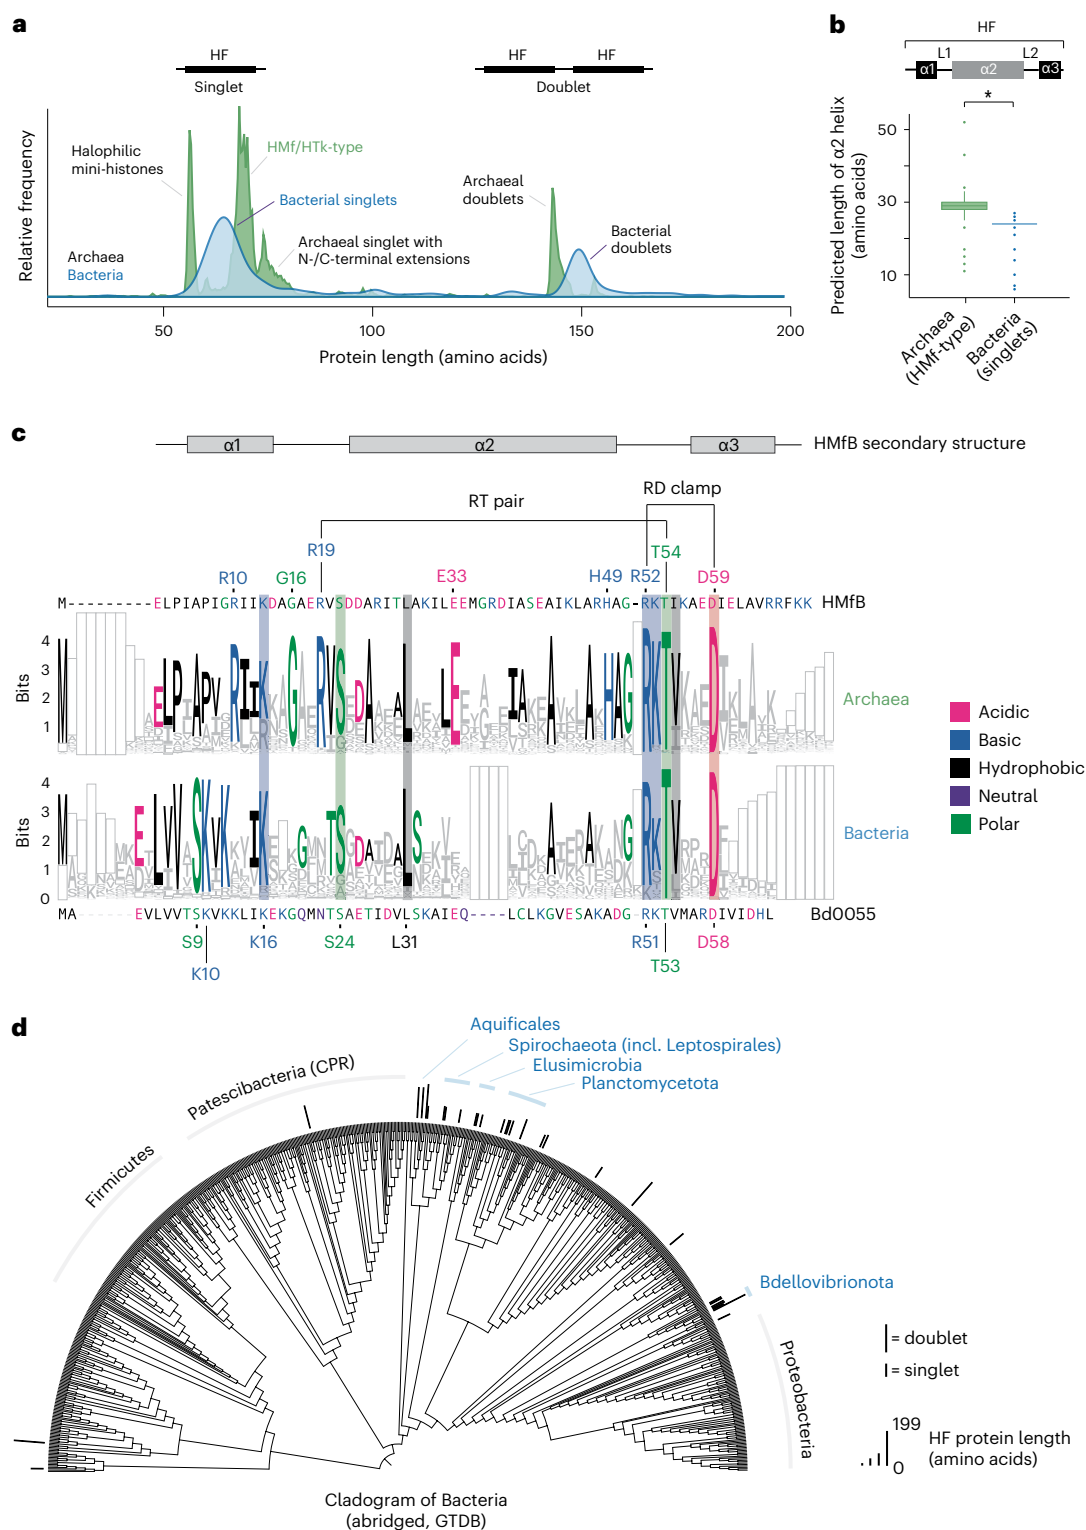 a
HF
HF HF
Singlet
Doublet
Relative frequency
Halophilic
mini-histones
HMf/HTk-type
Bacterial singlets
Archaeal singlet with
N-/C-terminal extensions
Archaeal
doublets
Bacterial
doublets
Archaea
Bacteria
50 100 150 200
Protein length (amino acids)
b
HF
L1 L2
α1 α2 α3
*
Predicted length of α2 helix
(amino acids)
50
30
10
Archaea
(HMf-type)
Bacteria
(singlets)
c
α1 α2 α3 HMfB secondary structure
RT pair
RD clamp
R19
T54
R10 G16 E33 H49 R52 D59
M---------ELPIAPIGRIIKDAGAERVSDDARITLAKILEEMGRDIASEAIKLARHAG-RKTIKAEDIELAVRRFKK HMfB
Bits
4
3
2
1
Archaea
Bits
4
3
2
1
0
Bacteria
Acidic
Basic
Hydrophobic
Neutral
Polar
MA------EVLVVTSKVKKLIKEKGQMNTSAETIDVLSKAIEQ----LCLKGVESAKADG-RKTVMARDIVIDHL Bd0055
S9 K16 S24 L31 R51 D58
K10 T53
d
Aquificales
Spirochaeota (incl. Leptospirales)
Elusimicrobia
Planctomycetota
Patescibacteria (CPR)
Firmicutes
Bdellovibrionota
Proteobacteria
= doublet
= singlet
199
0
HF protein length
(amino acids)
Cladogram of Bacteria
(abridged, GTDB)